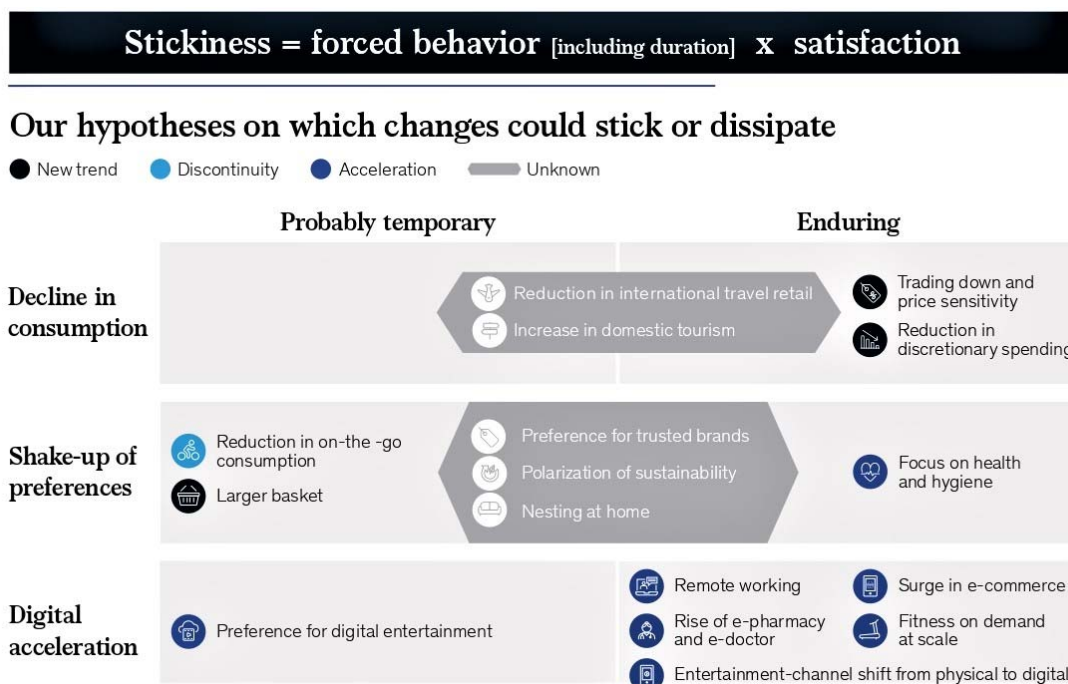 Stickiness = forced behavior [including duration] x satisfaction
Our hypotheses on which changes could stick or dissipate
New trend
Discontinuity
Acceleration
Unknown
Probably temporary
Enduring
Decline in
consumption
Reduction in international travel retail
Increase in domestic tourism
Trading down and
price sensitivity
Reduction in
discretionary spending
Shake-up of
preferences
Reduction in on-the -go
consumption
Larger basket
Preference for trusted brands
Polarization of sustainability
Nesting at home
Focus on health
and hygiene
Digital
acceleration
Preference for digital entertainment
Remote working
Surge in e-commerce
Rise of e-pharmacy
and e-doctor
Fitness on demand
at scale
Entertainment-channel shift from physical to digital